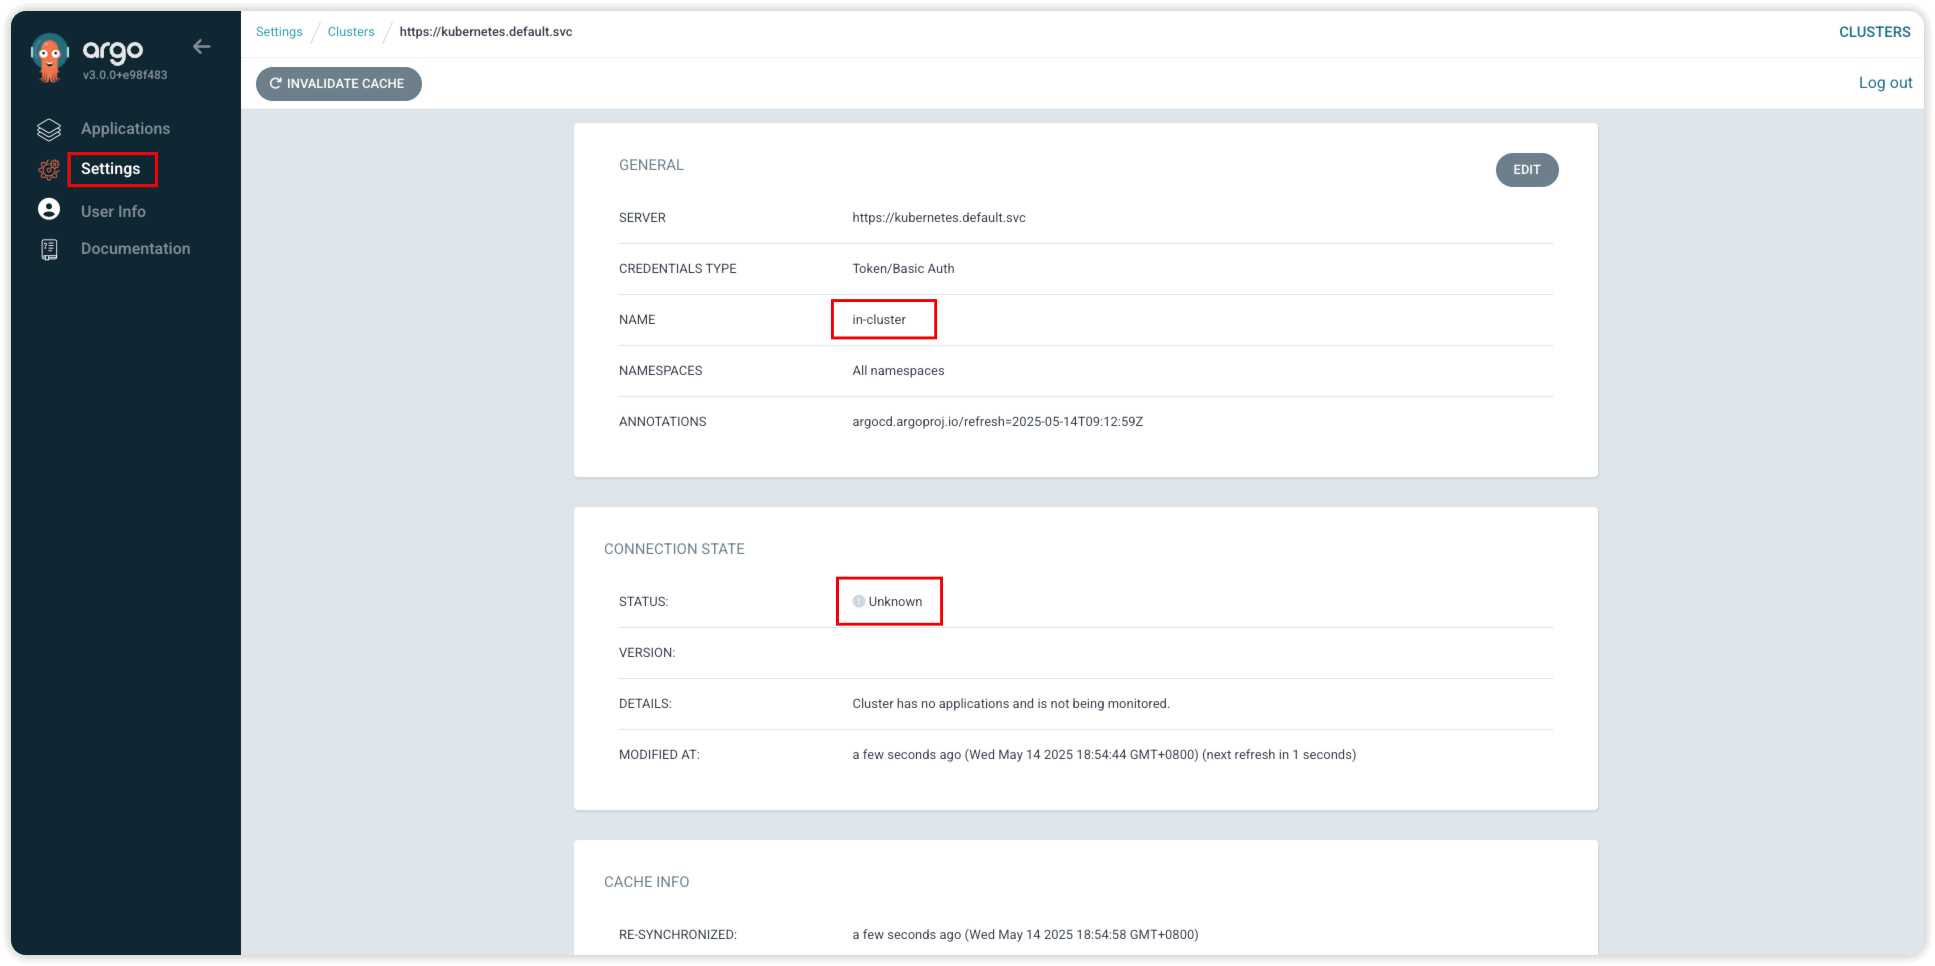 argo
v3.0.0+e98f483
Applications
Settings
User Info
Documentation
Settings / Clusters / https://kubernetes.default.svc
CLUSTERS
INVALIDATE CACHE
Log out
GENERAL
EDIT
SERVER https://kubernetes.default.svc
CREDENTIALS TYPE Token/Basic Auth
NAME in-cluster
NAMESPACES All namespaces
ANNOTATIONS argocd.argoproj.io/refresh=2025-05-14T09:12:59Z
CONNECTION STATE
STATUS: Unknown
VERSION:
DETAILS: Cluster has no applications and is not being monitored.
MODIFIED AT: a few seconds ago (Wed May 14 2025 18:54:44 GMT+0800) (next refresh in 1 seconds)
CACHE INFO
RE-SYNCHRONIZED: a few seconds ago (Wed May 14 2025 18:54:58 GMT+0800)